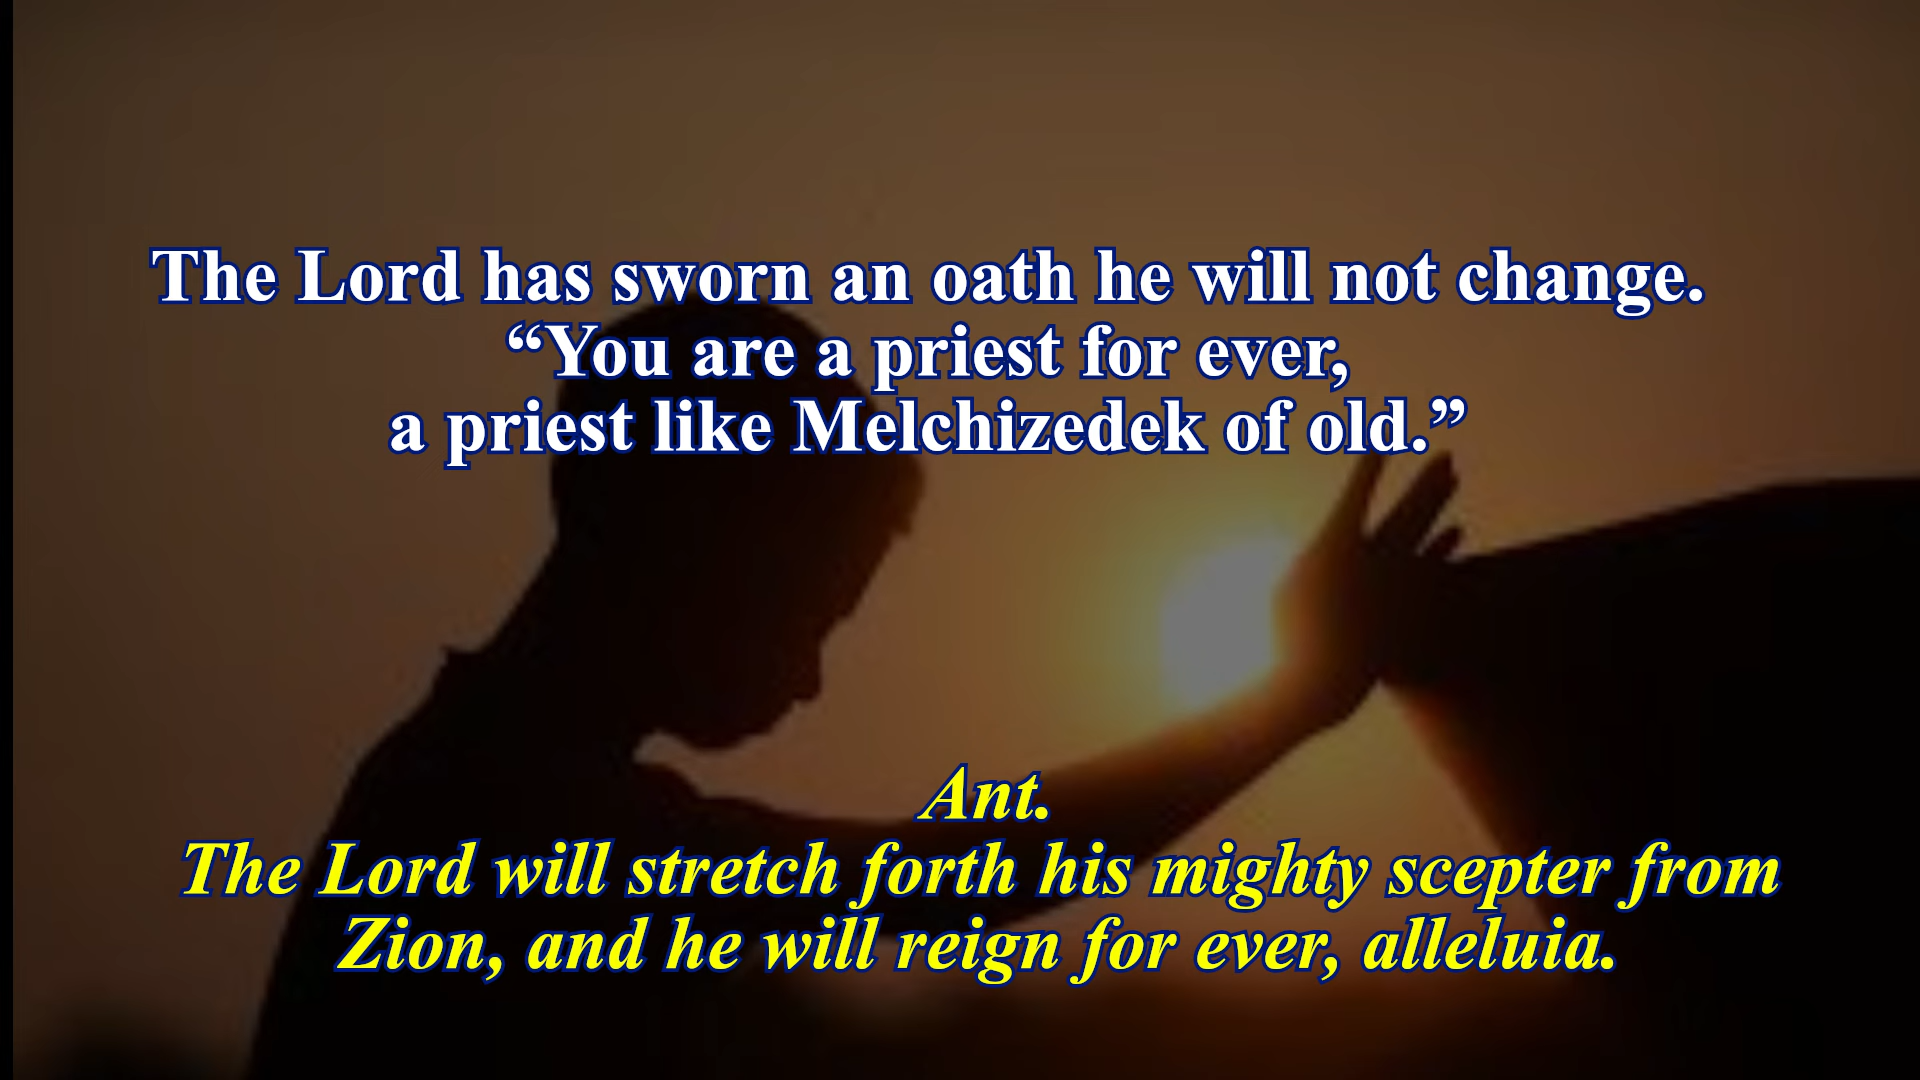 The Lord has sworn an oath he will not change.
“You are a priest for ever,
a priest like Melchizedek of old.”
Ant.
The Lord will stretch forth his mighty scepter from
Zion, and he will reign for ever, alleluia.